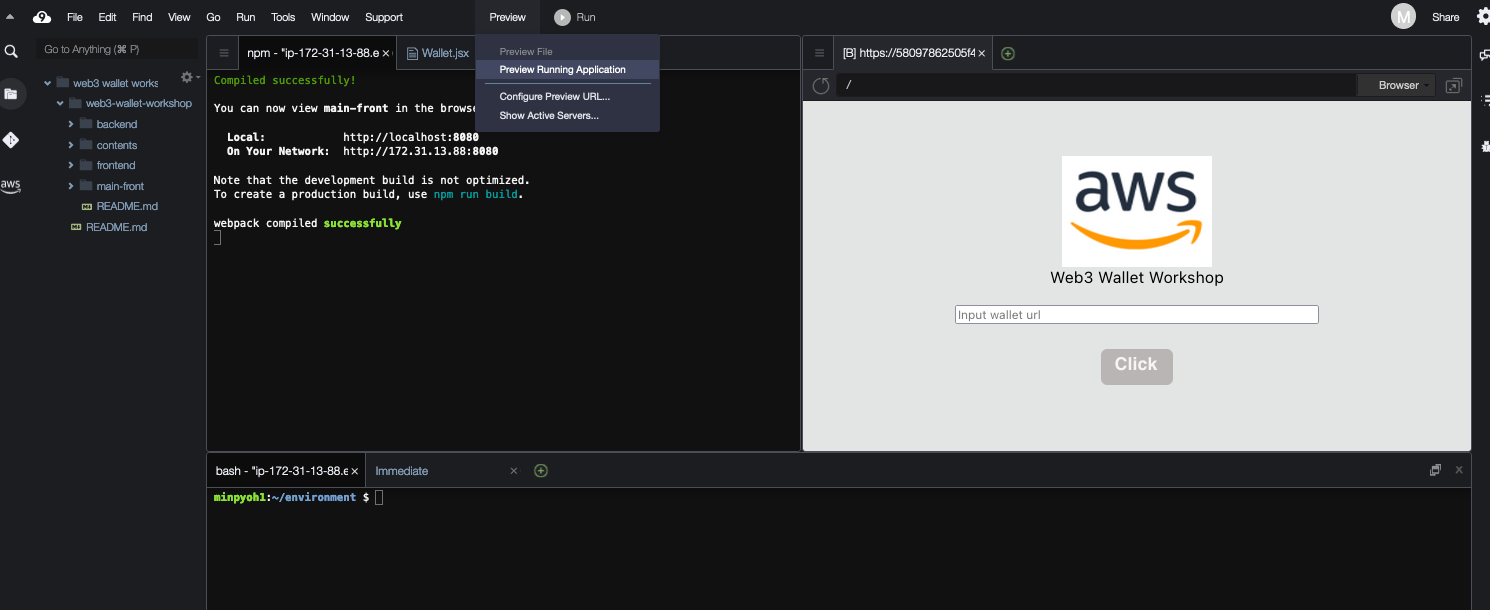 9 File Edit Find View Go Run Tools Window Support Preview Run M Share
Go to Anything (⌘ P)
web3 wallet works
web3-wallet-workshop
backend
contents
frontend
main-front
README.md
README.md
aws
npm - "ip-172-31-13-88.e × Wallet.jsx
Compiled successfully!
You can now view main-front in the browse
Local: http://localhost:8080
On Your Network: http://172.31.13.88:8080
Note that the development build is not optimized.
To create a production build, use npm run build.
webpack compiled successfully
Preview File
Preview Running Application
Configure Preview URL...
Show Active Servers...
[B] https://58097862505f4 ×
/ Browser
aws
Web3 Wallet Workshop
Input wallet url
Click
bash - "ip-172-31-13-88.e × Immediate ×
minpyoh1:~/environment $